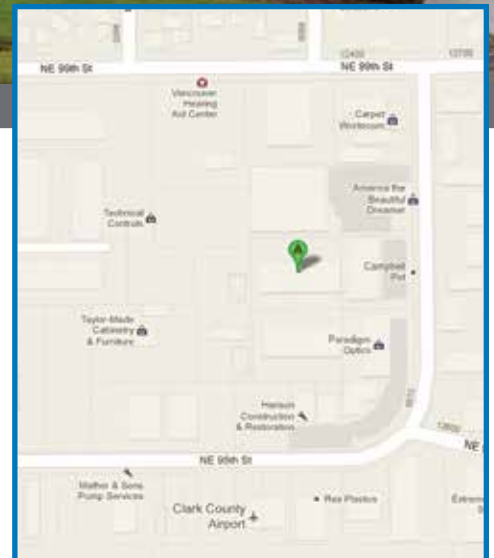 12400
NE 99th St
NE 99th St
Vancouver
Hearing
Aid Center
Carpet
Workroom
America the
Beautiful
Dreamer
Technical
Controls
A
Campbell
Pet
Taylor-Made
Cabinetry
& Furniture
Paradigm
Optics
Hanson
Construction
& Restoration
NE
NE 95th St
Mather & Sons
Pump Services
Rex Plastics
Clark County
Airport